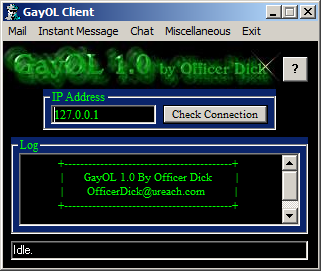 GayOL Client
Mail Instant Message Chat Miscellaneous Exit
GayOL 1.0 by Officer Dick
?
IP Address
127.0.0.1 Check Connection
Log
+------------------------------------------+
| GayOL 1.0 By Officer Dick |
| OfficerDick@ureach.com |
+------------------------------------------+
Idle.